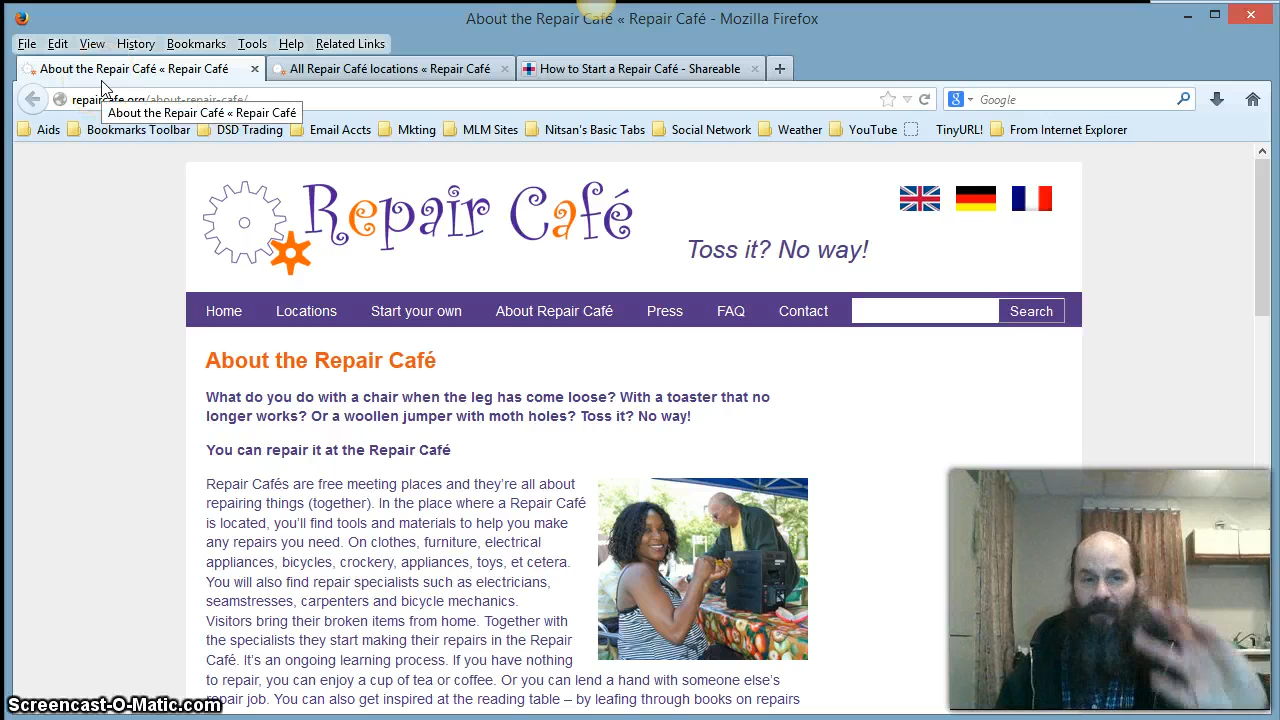 About the Repair Café « Repair Café - Mozilla Firefox
File Edit View History Bookmarks Tools Help Related Links
About the Repair Café « Repair Café
All Repair Café locations « Repair Café
How to Start a Repair Café - Shareable
repaircafe.org/about-repair-cafe/
Google
About the Repair Café « Repair Café
Aids Bookmarks Toolbar DSD Trading Email Accts Mkting MLM Sites Nitsan's Basic Tabs Social Network Weather YouTube TinyURL! From Internet Explorer
Repair Café
Toss it? No way!
Home Locations Start your own About Repair Café Press FAQ Contact Search
About the Repair Café
What do you do with a chair when the leg has come loose? With a toaster that no
longer works? Or a woollen jumper with moth holes? Toss it? No way!
You can repair it at the Repair Café
Repair Cafés are free meeting places and they're all about
repairing things (together). In the place where a Repair Café
is located, you'll find tools and materials to help you make
any repairs you need. On clothes, furniture, electrical
appliances, bicycles, crockery, appliances, toys, et cetera.
You will also find repair specialists such as electricians,
seamstresses, carpenters and bicycle mechanics.
Visitors bring their broken items from home. Together with
the specialists they start making their repairs in the Repair
Café. It's an ongoing learning process. If you have nothing
to repair, you can enjoy a cup of tea or coffee. Or you can lend a hand with someone else's
repair job. You can also get inspired at the reading table – by leafing through books on repairs
Screencast-O-Matic.com